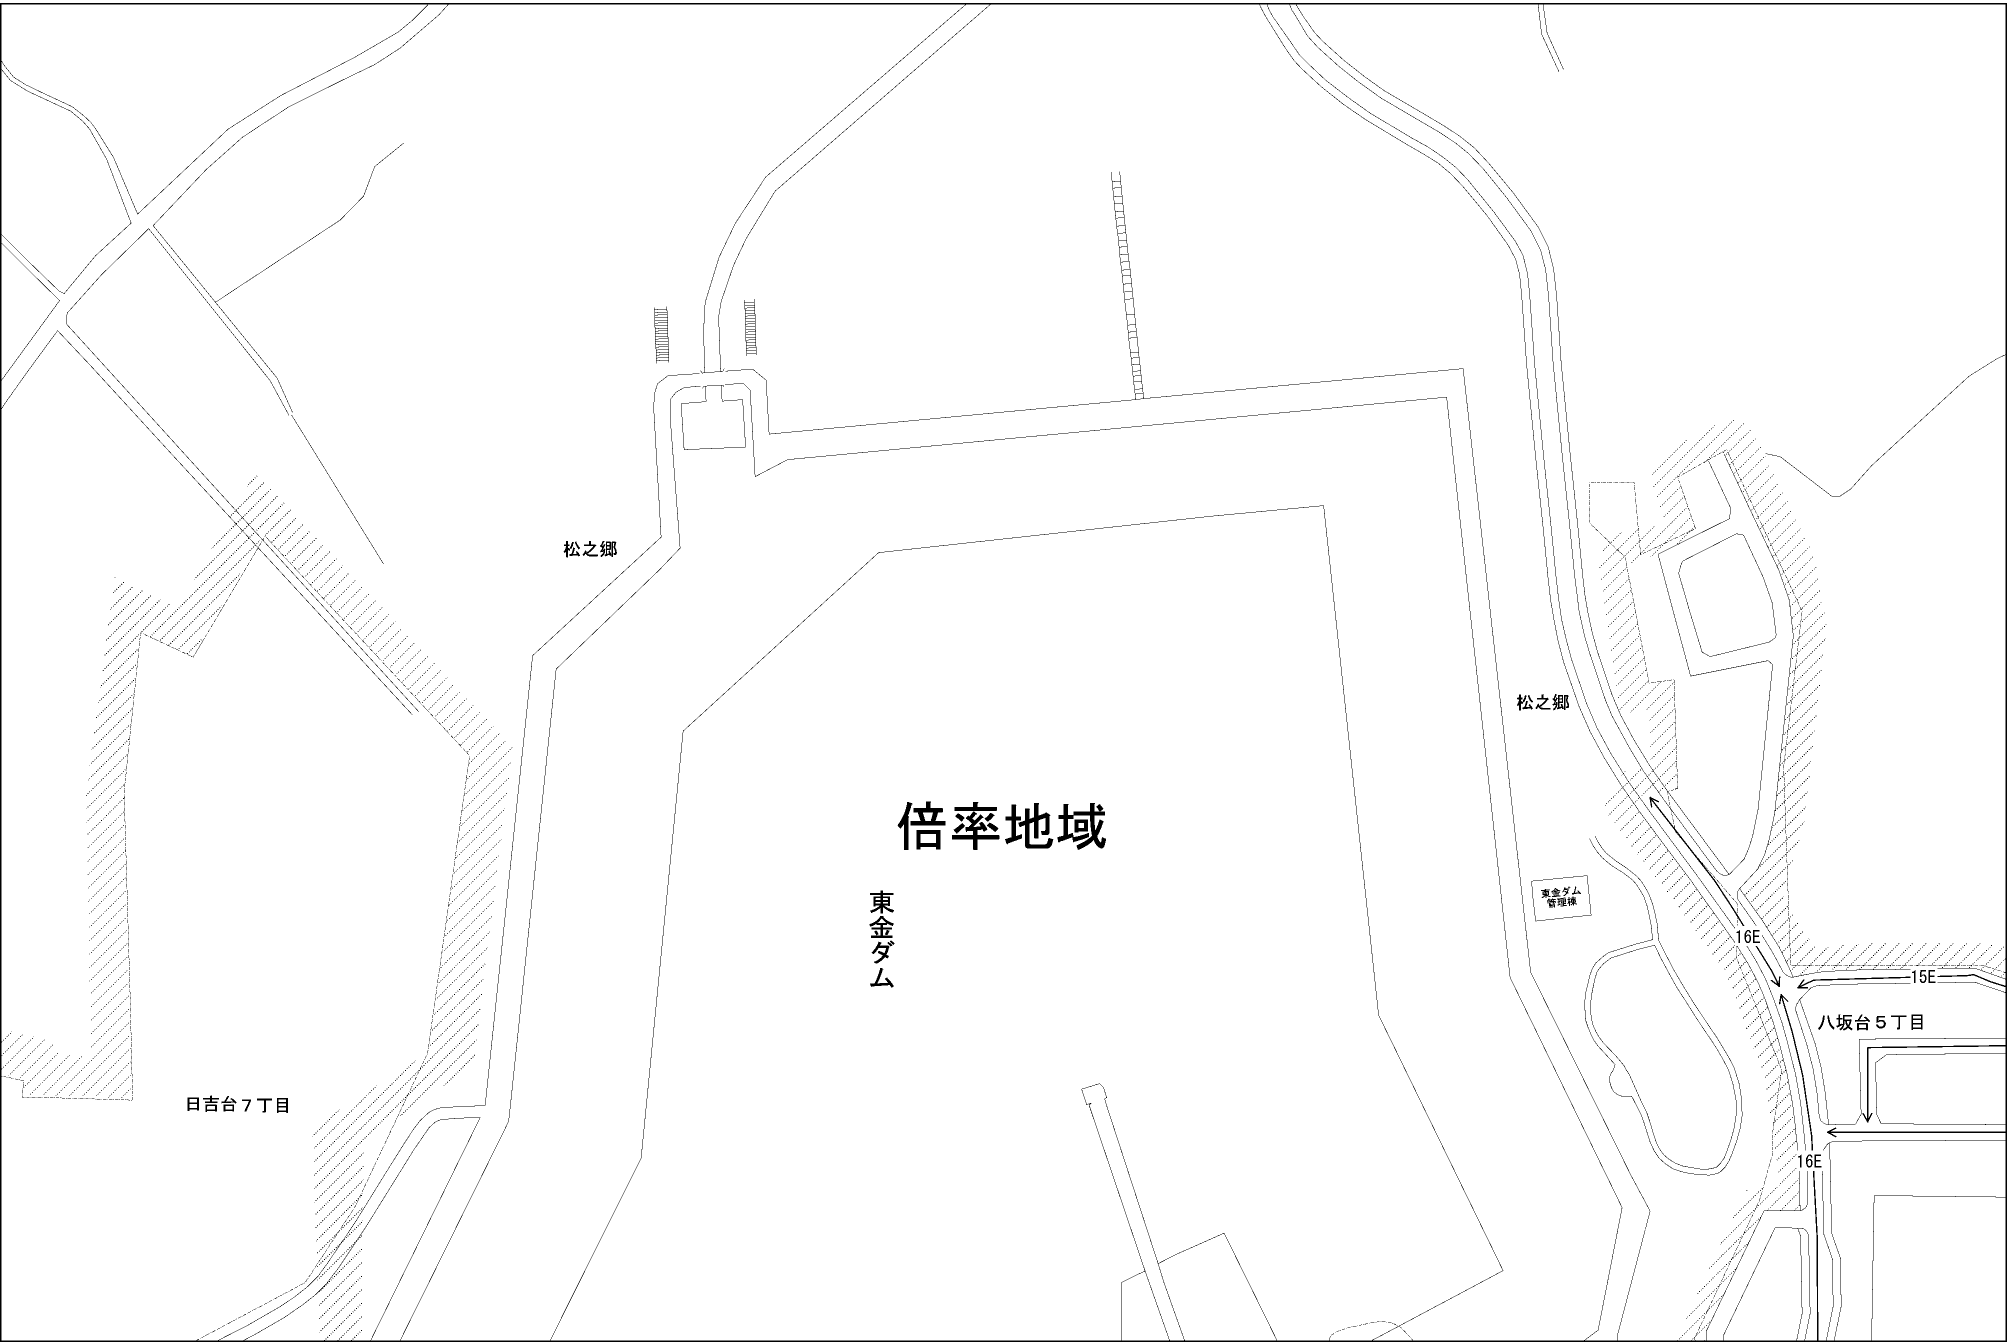 松之郷
松之郷
倍率地域
東金ダム
東金ダム
管理棟
16E
15E
八坂台５丁目
日吉台７丁目
16E